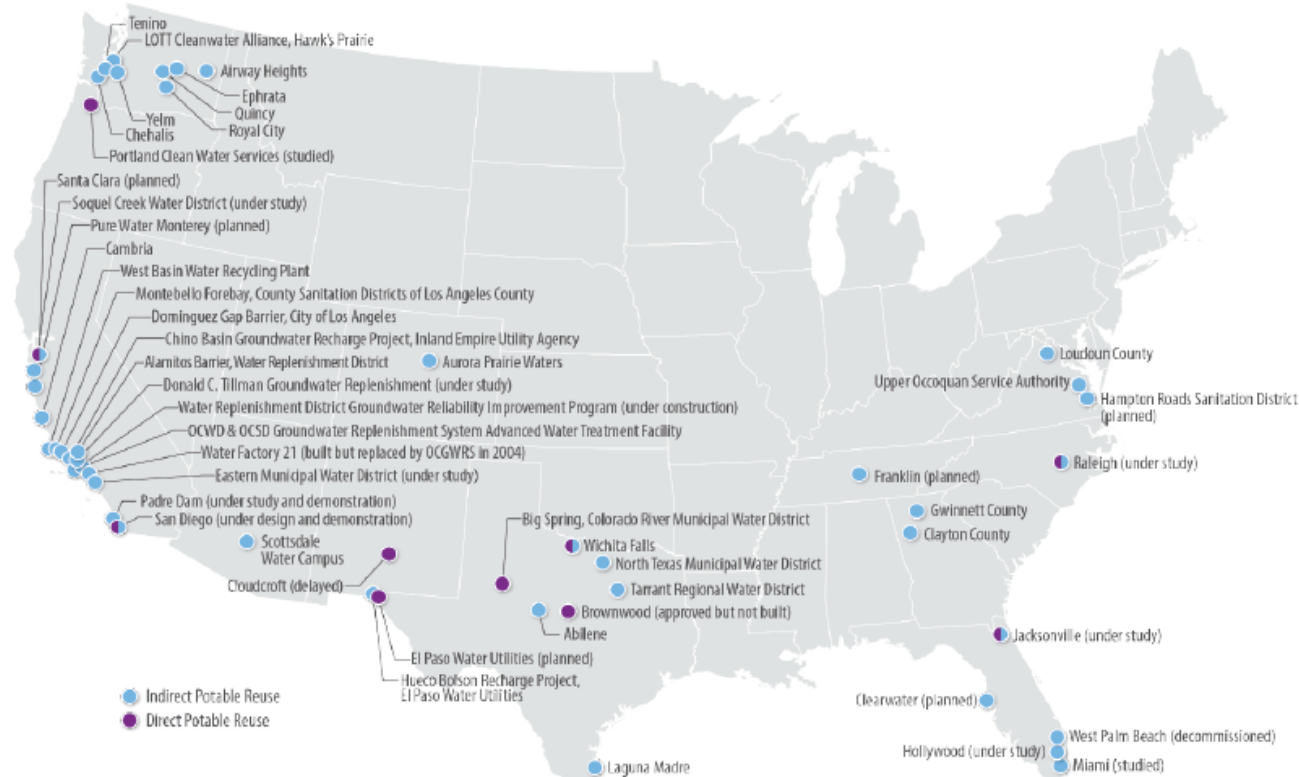 Tenino
LOTT Cleanwater Alliance, Hawk's Prairie
Airway Heights
Ephrata
Quincy
Royal City
Yelm
Chehalis
Portland Clean Water Services (studied)
Santa Clara (planned)
Soquel Creek Water District (under study)
Pure Water Monterey (planned)
Cambria
West Basin Water Recycling Plant
Montebello Forebay, County Sanitation Districts of Los Angeles County
Dominguez Gap Barrier, City of Los Angeles
Chino Basin Groundwater Recharge Project, Inland Empire Utility Agency
Alamitos Barrier, Water Replenishment District
Aurora Prairie Waters
Donald C. Tillman Groundwater Replenishment (under study)
Water Replenishment District Groundwater Reliability Improvement Program (under construction)
OCWD & OCSD Groundwater Replenishment System Advanced Water Treatment Facility
Water Factory 21 (built but replaced by OCGWRS in 2004)
Eastern Municipal Water District (under study)
Padre Dam (under study and demonstration)
San Diego (under design and demonstration)
Scottsdale
Water Campus
Cloudcroft (delayed)
Big Spring, Colorado River Municipal Water District
Wichita Falls
North Texas Municipal Water District
Tarrant Regional Water District
Brownwood (approved but not built)
Abilene
El Paso Water Utilities (planned)
Hueco Bolson Recharge Project,
El Paso Water Utilities
Laguna Madre
Loudoun County
Upper Occoquan Service Authority
Hampton Roads Sanitation District
(planned)
Raleigh (under study)
Franklin (planned)
Gwinnett County
Clayton County
Jacksonville (under study)
Clearwater (planned)
West Palm Beach (decommissioned)
Hollywood (under study)
Miami (studied)
Indirect Potable Reuse
Direct Potable Reuse